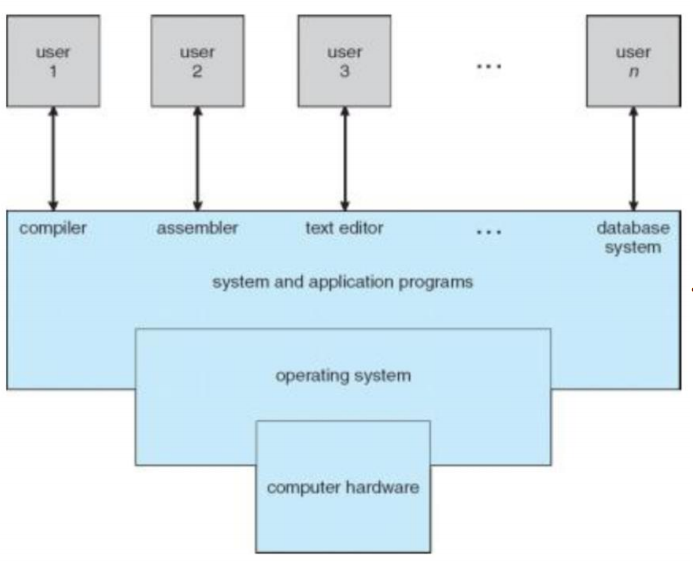 user
1
user
2
user
3
...
user
n
compiler
assembler
text editor
...
database
system
system and application programs
operating system
computer hardware